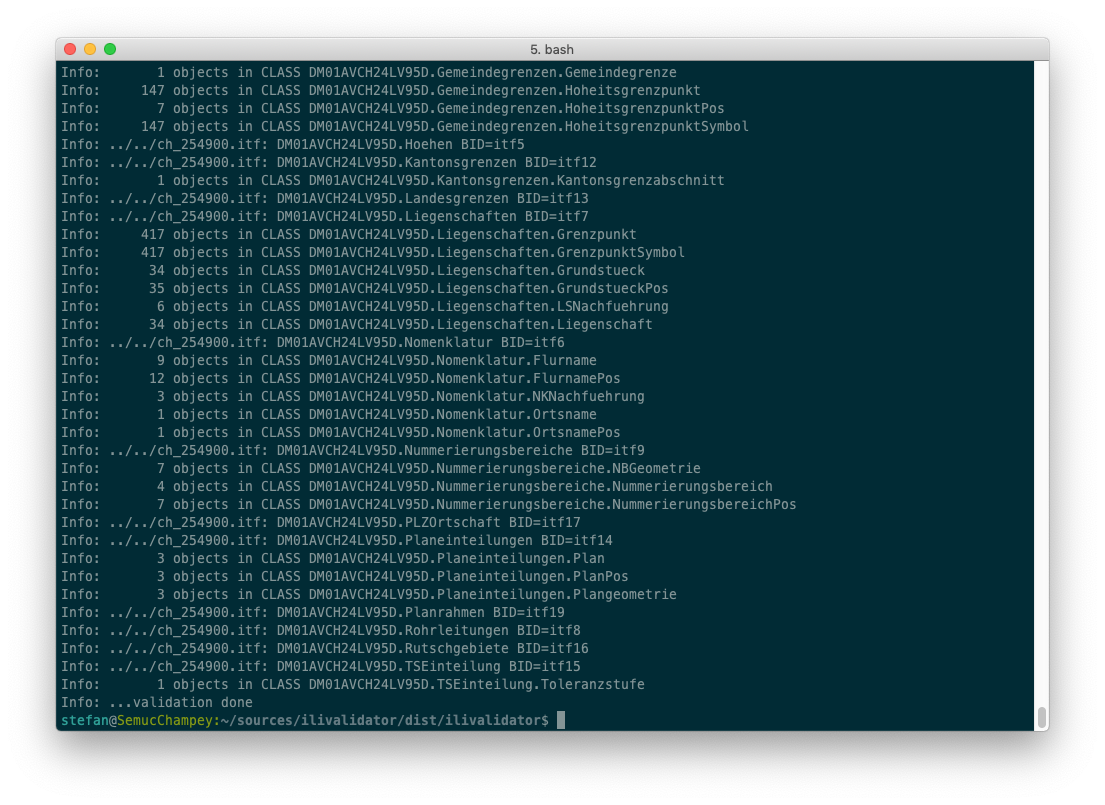 5. bash
Info:       1 objects in CLASS DM01AVCH24LV95D.Gemeindegrenzen.Gemeindegrenze
Info:     147 objects in CLASS DM01AVCH24LV95D.Gemeindegrenzen.Hoheitsgrenzpunkt
Info:       7 objects in CLASS DM01AVCH24LV95D.Gemeindegrenzen.HoheitsgrenzpunktPos
Info:     147 objects in CLASS DM01AVCH24LV95D.Gemeindegrenzen.HoheitsgrenzpunktSymbol
Info: ../../ch_254900.itf: DM01AVCH24LV95D.Hoehen BID=itf5
Info: ../../ch_254900.itf: DM01AVCH24LV95D.Kantonsgrenzen BID=itf12
Info:       1 objects in CLASS DM01AVCH24LV95D.Kantonsgrenzen.Kantonsgrenzabschnitt
Info: ../../ch_254900.itf: DM01AVCH24LV95D.Landesgrenzen BID=itf13
Info: ../../ch_254900.itf: DM01AVCH24LV95D.Liegenschaften BID=itf7
Info:     417 objects in CLASS DM01AVCH24LV95D.Liegenschaften.Grenzpunkt
Info:     417 objects in CLASS DM01AVCH24LV95D.Liegenschaften.GrenzpunktSymbol
Info:      34 objects in CLASS DM01AVCH24LV95D.Liegenschaften.Grundstueck
Info:      35 objects in CLASS DM01AVCH24LV95D.Liegenschaften.GrundstueckPos
Info:       6 objects in CLASS DM01AVCH24LV95D.Liegenschaften.LSNachfuehrung
Info:      34 objects in CLASS DM01AVCH24LV95D.Liegenschaften.Liegenschaft
Info: ../../ch_254900.itf: DM01AVCH24LV95D.Nomenklatur BID=itf6
Info:       9 objects in CLASS DM01AVCH24LV95D.Nomenklatur.Flurname
Info:      12 objects in CLASS DM01AVCH24LV95D.Nomenklatur.FlurnamePos
Info:       3 objects in CLASS DM01AVCH24LV95D.Nomenklatur.NKNachfuehrung
Info:       1 objects in CLASS DM01AVCH24LV95D.Nomenklatur.Ortsname
Info:       1 objects in CLASS DM01AVCH24LV95D.Nomenklatur.OrtsnamePos
Info: ../../ch_254900.itf: DM01AVCH24LV95D.Nummerierungsbereiche BID=itf9
Info:       7 objects in CLASS DM01AVCH24LV95D.Nummerierungsbereiche.NBGeometrie
Info:       4 objects in CLASS DM01AVCH24LV95D.Nummerierungsbereiche.Nummerierungsbereich
Info:       7 objects in CLASS DM01AVCH24LV95D.Nummerierungsbereiche.NummerierungsbereichPos
Info: ../../ch_254900.itf: DM01AVCH24LV95D.PLZOrtschaft BID=itf17
Info: ../../ch_254900.itf: DM01AVCH24LV95D.Planeinteilungen BID=itf14
Info:       3 objects in CLASS DM01AVCH24LV95D.Planeinteilungen.Plan
Info:       3 objects in CLASS DM01AVCH24LV95D.Planeinteilungen.PlanPos
Info:       3 objects in CLASS DM01AVCH24LV95D.Planeinteilungen.Plangeometrie
Info: ../../ch_254900.itf: DM01AVCH24LV95D.Planrahmen BID=itf19
Info: ../../ch_254900.itf: DM01AVCH24LV95D.Rohrleitungen BID=itf8
Info: ../../ch_254900.itf: DM01AVCH24LV95D.Rutschgebiete BID=itf16
Info: ../../ch_254900.itf: DM01AVCH24LV95D.TSEinteilung BID=itf15
Info:       1 objects in CLASS DM01AVCH24LV95D.TSEinteilung.Toleranzstufe
Info: ...validation done
stefan@SemucChampey:~/sources/ilivalidator/dist/ilivalidator$